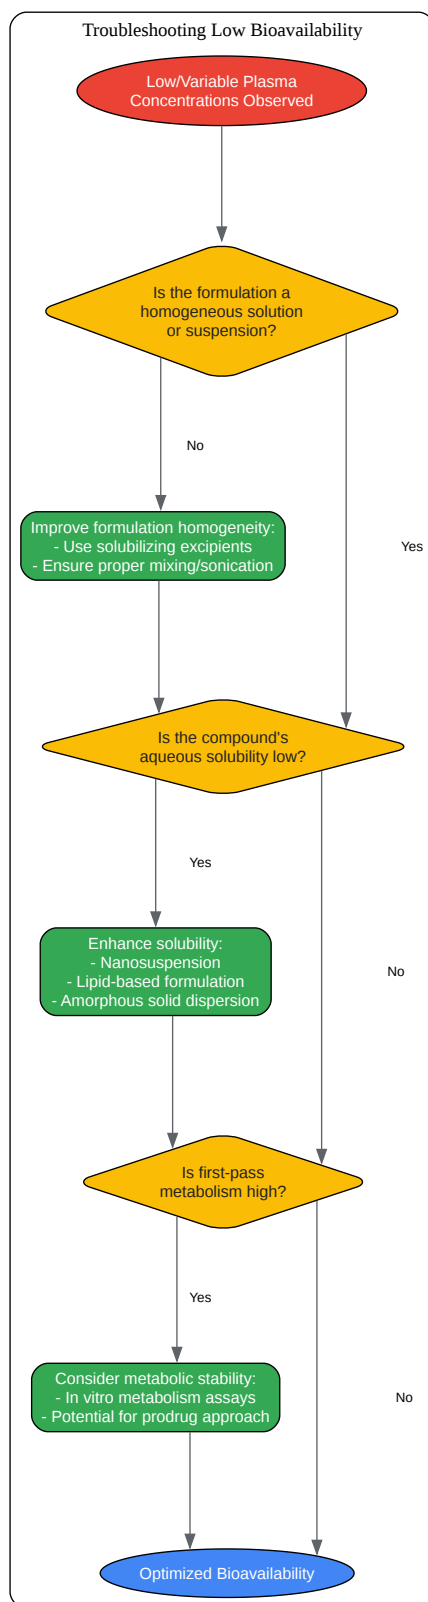 Troubleshooting Low Bioavailability
Low/Variable Plasma
Concentrations Observed
Is the formulation a
homogeneous solution
or suspension?
No
Yes
Improve formulation homogeneity:
- Use solubilizing excipients
- Ensure proper mixing/sonication
Is the compound's
aqueous solubility low?
Yes
No
Enhance solubility:
- Nanosuspension
- Lipid-based formulation
- Amorphous solid dispersion
Is first-pass
metabolism high?
Yes
No
Consider metabolic stability:
- In vitro metabolism assays
- Potential for prodrug approach
Optimized Bioavailability